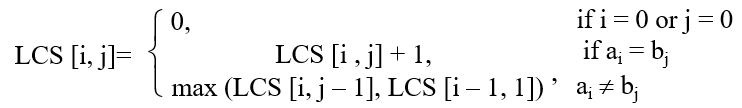 0, if i = 0 or j = 0
LCS [i, j]= { LCS [i , j] + 1, if aᵢ = bⱼ
max (LCS [i, j – 1], LCS [i – 1, 1]) , aᵢ ≠ bⱼ